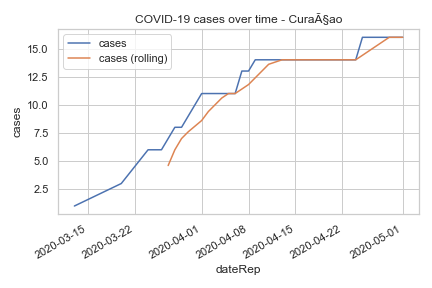 COVID-19 cases over time - CuraÃ§ao
cases
cases (rolling)
15.0
12.5
10.0
7.5
5.0
2.5
cases
2020-03-15
2020-03-22
2020-04-01
2020-04-08
2020-04-15
2020-04-22
2020-05-01
dateRep